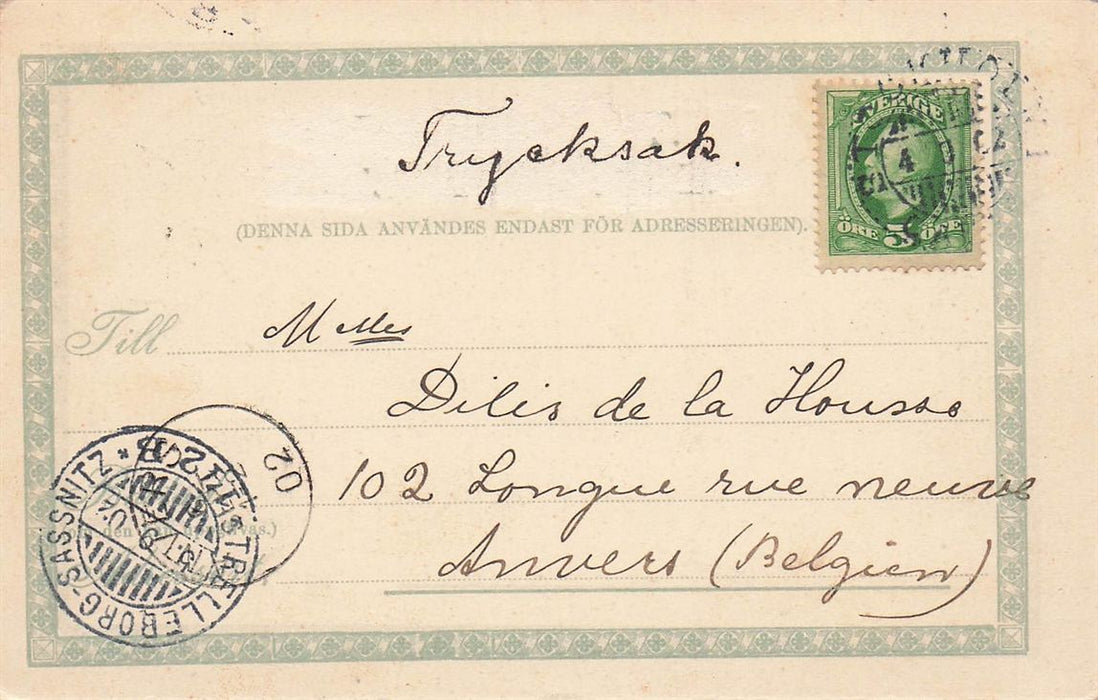 Trycksak.
SVERIGE
5
ÖRE ÖRE
(DENNA SIDA ANVÄNDES ENDAST FÖR ADRESSERINGEN).
Till
Melles
Dilis de la Housse
102 Longue rue neuve
Anvers (Belgien)
TRELLEBORG-SASSNITZ
02